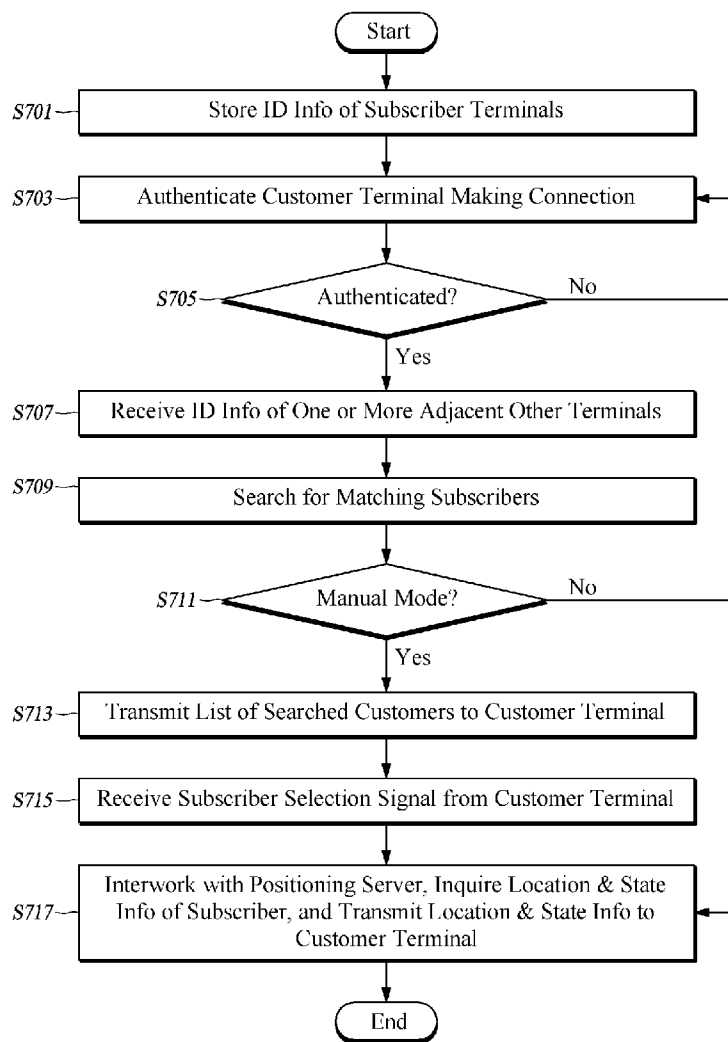 Start
S701
Store ID Info of Subscriber Terminals
S703
Authenticate Customer Terminal Making Connection
S705
Authenticated?
No
Yes
S707
Receive ID Info of One or More Adjacent Other Terminals
S709
Search for Matching Subscribers
S711
Manual Mode?
No
Yes
S713
Transmit List of Searched Customers to Customer Terminal
S715
Receive Subscriber Selection Signal from Customer Terminal
S717
Interwork with Positioning Server, Inquire Location & State
Info of Subscriber, and Transmit Location & State Info to
Customer Terminal
End